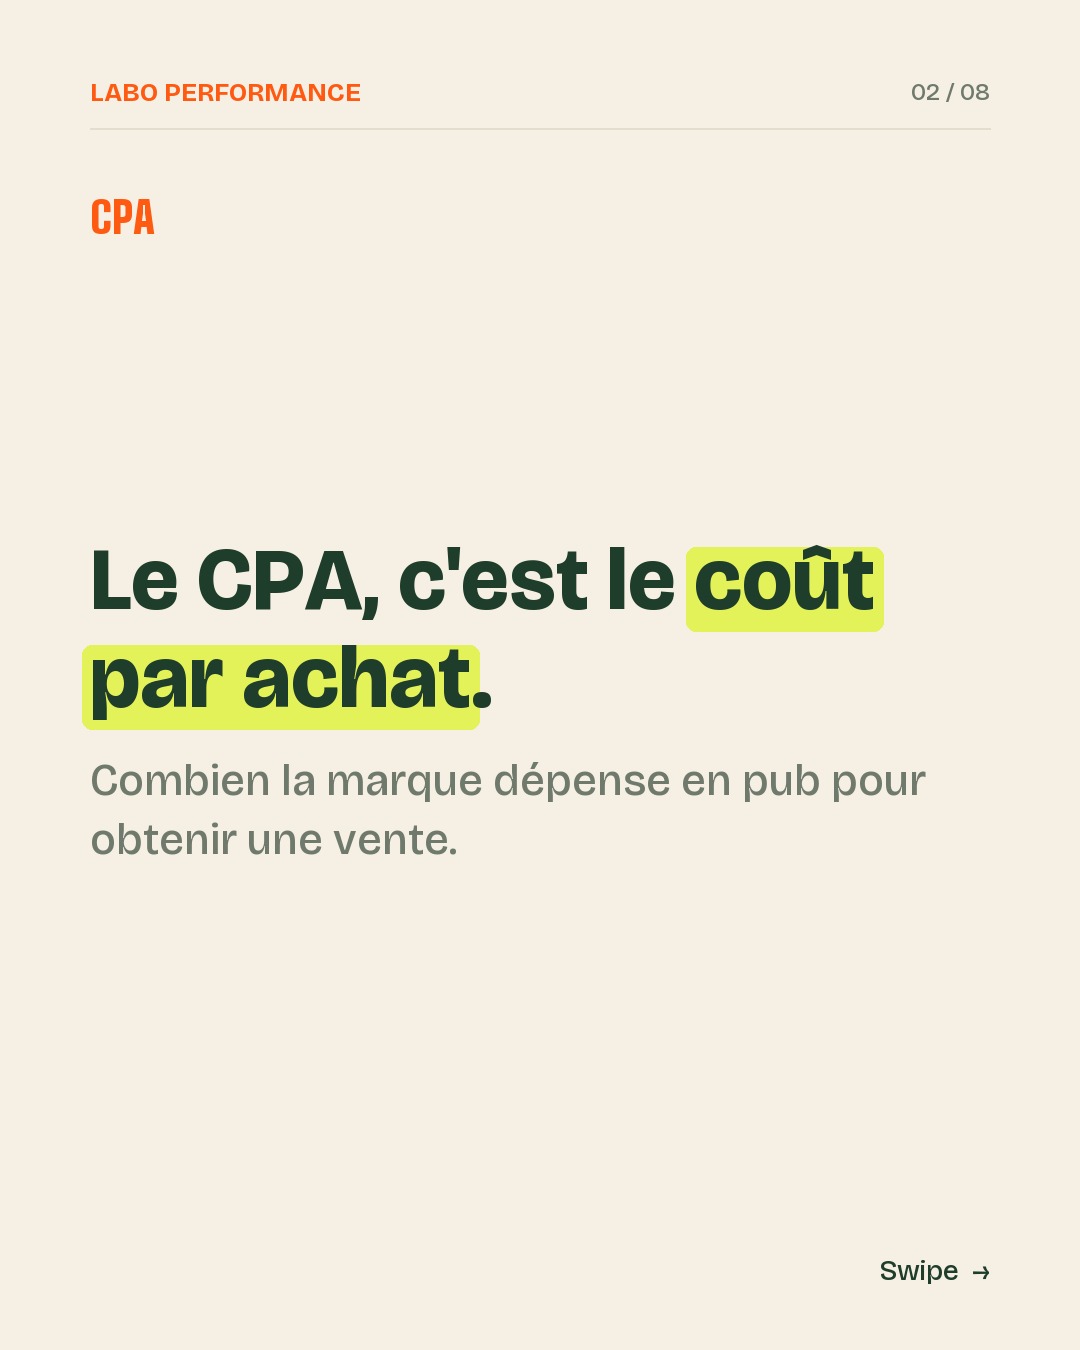 LABO PERFORMANCE
02 / 08
CPA
Le CPA, c'est le coût
par achat.
Combien la marque dépense en pub pour
obtenir une vente.
Swipe →